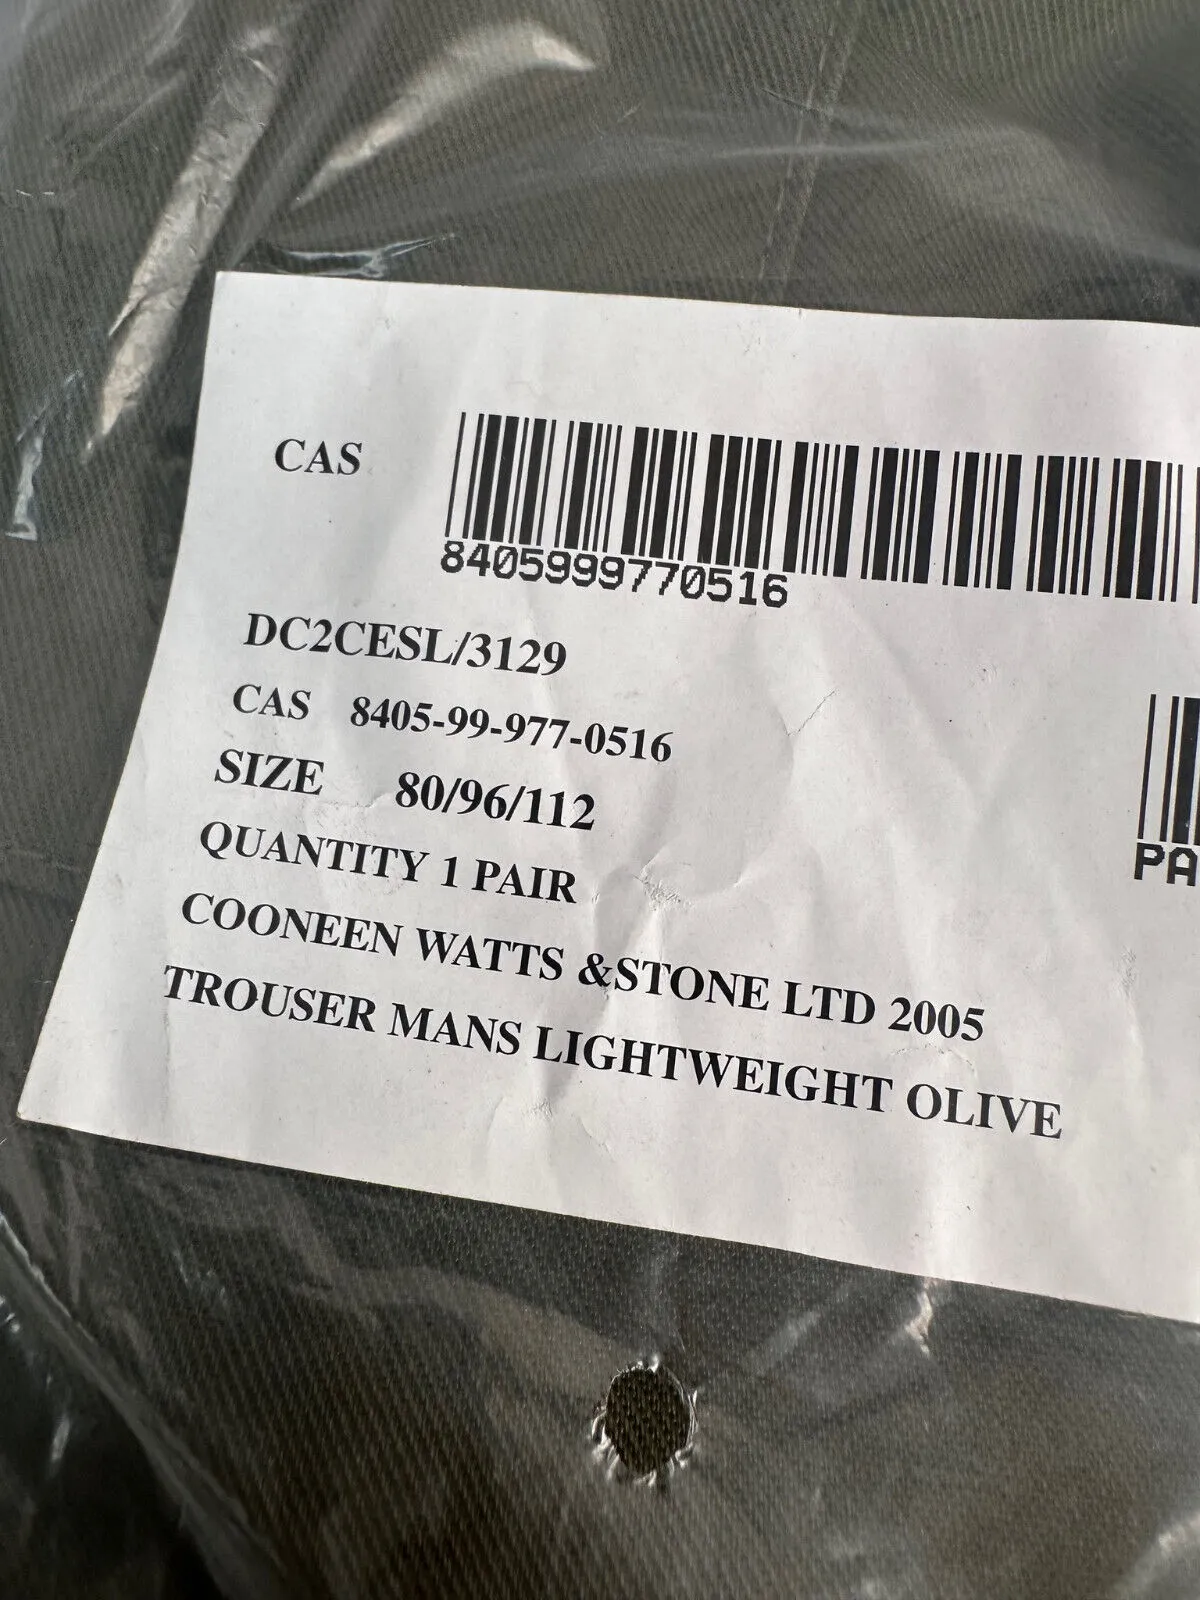 CAS
8405999770516
DC2CESL/3129
CAS 8405-99-977-0516
SIZE 80/96/112
PA
QUANTITY 1 PAIR
COONEEN WATTS &STONE LTD 2005
TROUSER MANS LIGHTWEIGHT OLIVE